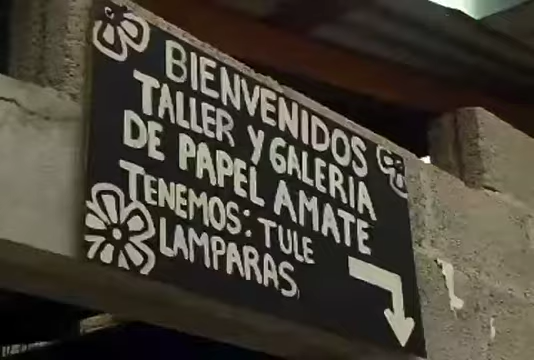 BIENVENIDOS
TALLER Y GALERIA
DE PAPEL AMATE
TENEMOS: TULE
LAMPARAS